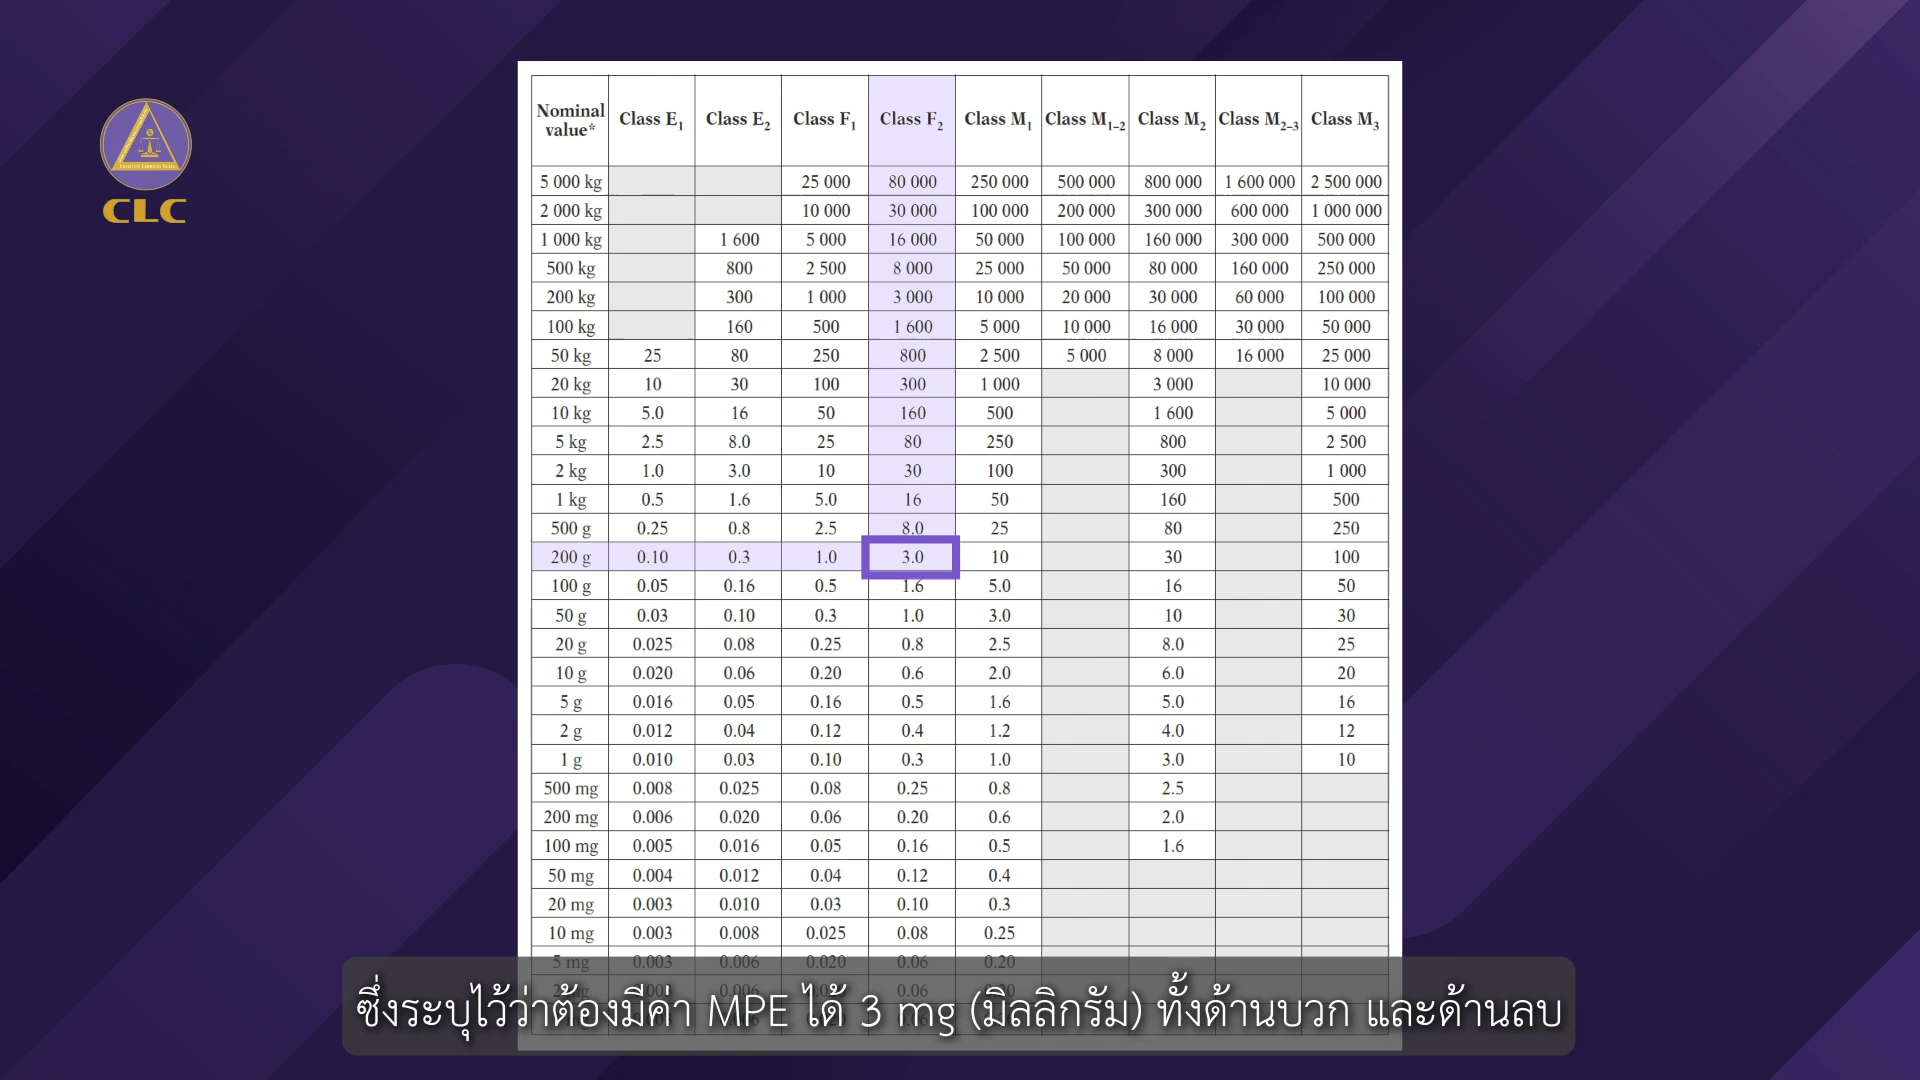 CLC
Nominal value* Class E1 Class E2 Class F1 Class F2 Class M1 Class M1–2 Class M2 Class M2–3 Class M3
5 000 kg 25 000 80 000 250 000 500 000 800 000 1 600 000 2 500 000
2 000 kg 10 000 30 000 100 000 200 000 300 000 600 000 1 000 000
1 000 kg 1 600 5 000 16 000 50 000 100 000 160 000 300 000 500 000
500 kg 800 2 500 8 000 25 000 50 000 80 000 160 000 250 000
200 kg 300 1 000 3 000 10 000 20 000 30 000 60 000 100 000
100 kg 160 500 1 600 5 000 10 000 16 000 30 000 50 000
50 kg 25 80 250 800 2 500 5 000 8 000 16 000 25 000
20 kg 10 30 100 300 1 000 3 000 10 000
10 kg 5.0 16 50 160 500 1 600 5 000
5 kg 2.5 8.0 25 80 250 800 2 500
2 kg 1.0 3.0 10 30 100 300 1 000
1 kg 0.5 1.6 5.0 16 50 160 500
500 g 0.25 0.8 2.5 8.0 25 80 250
200 g 0.10 0.3 1.0 3.0 10 30 100
100 g 0.05 0.16 0.5 1.6 5.0 16 50
50 g 0.03 0.10 0.3 1.0 3.0 10 30
20 g 0.025 0.08 0.25 0.8 2.5 8.0 25
10 g 0.020 0.06 0.20 0.6 2.0 6.0 20
5 g 0.016 0.05 0.16 0.5 1.6 5.0 16
2 g 0.012 0.04 0.12 0.4 1.2 4.0 12
1 g 0.010 0.03 0.10 0.3 1.0 3.0 10
500 mg 0.008 0.025 0.08 0.25 0.8 2.5
200 mg 0.006 0.020 0.06 0.20 0.6 2.0
100 mg 0.005 0.016 0.05 0.16 0.5 1.6
50 mg 0.004 0.012 0.04 0.12 0.4
20 mg 0.003 0.010 0.03 0.10 0.3
10 mg 0.003 0.008 0.025 0.08 0.25
5 mg 0.003 0.006 0.020 0.06 0.20
ซึ่งระบุไว้ว่าต้องมีค่า MPE ได้ 3 mg (มิลลิกรัม) ทั้งด้านบวก และด้านลบ